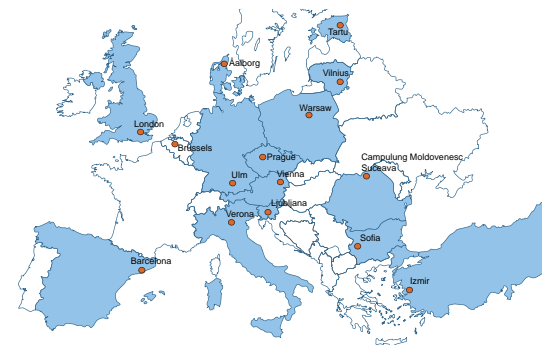 Tartu
Aalborg
Vilnius
Warsaw
London
Brussels
Prague
Campulung Moldovenesc
Suceava
Ulm
Vienna
Ljubljana
Verona
Sofia
Barcelona
Izmir